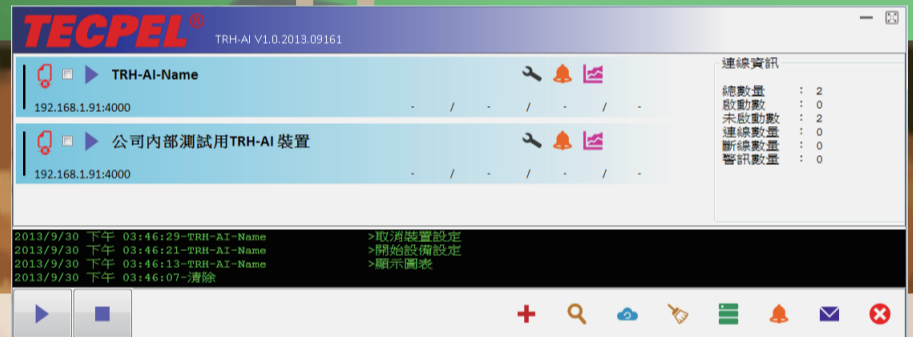 TECPEL®
TRH-AI V1.0.2013.09161
TRH-AI-Name
192.168.1.91:4000 - / - / - / -
公司內部測試用TRH-AI 裝置
192.168.1.91:4000 - / - / - / -
連線資訊
總數量 : 2
啟動數 : 0
未啟動數 : 2
連線數量 : 0
斷線數量 : 0
警訊數量 : 0
2013/9/30 下午 03:46:29-TRH-AI-Name >取消裝置設定
2013/9/30 下午 03:46:21-TRH-AI-Name >開始設備設定
2013/9/30 下午 03:46:13-TRH-AI-Name >顯示圖表
2013/9/30 下午 03:46:07-清除